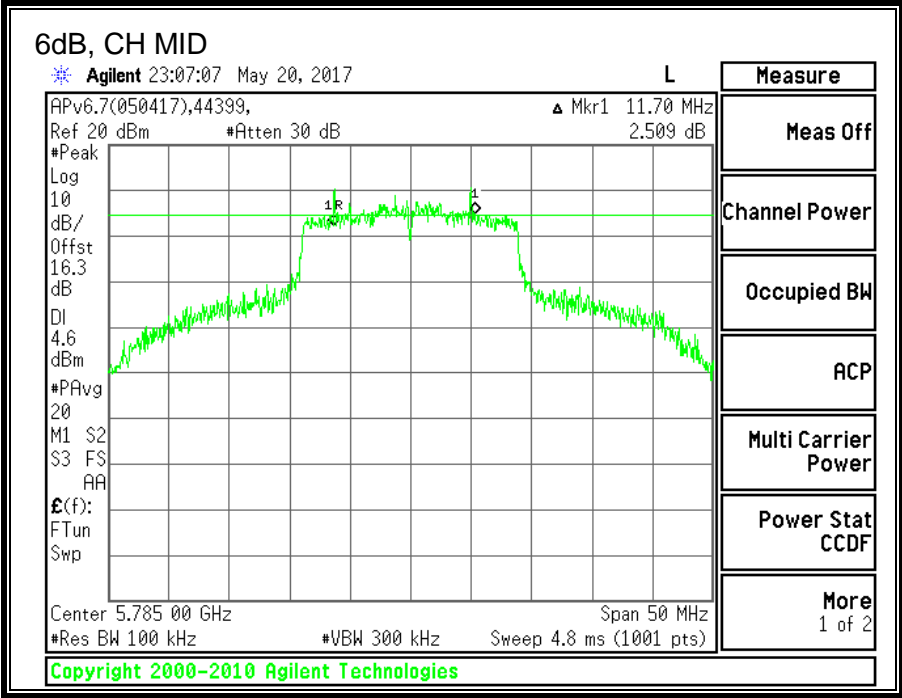 6dB, CH MID
Agilent 23:07:07 May 20, 2017 L
APv6.7(050417),44399, Δ Mkr1 11.70 MHz
Ref 20 dBm #Atten 30 dB 2.509 dB
#Peak
Log
10
dB/
Offst
16.3
dB
DI
4.6
dBm
#PAvg
20
M1 S2
S3 FS
AA
£(f):
FTun
Swp
1R
1
Center 5.785 00 GHz Span 50 MHz
#Res BW 100 kHz #VBW 300 kHz Sweep 4.8 ms (1001 pts)
Copyright 2000-2010 Agilent Technologies
Measure
Meas Off
Channel Power
Occupied BW
ACP
Multi Carrier
Power
Power Stat
CCDF
More
1 of 2